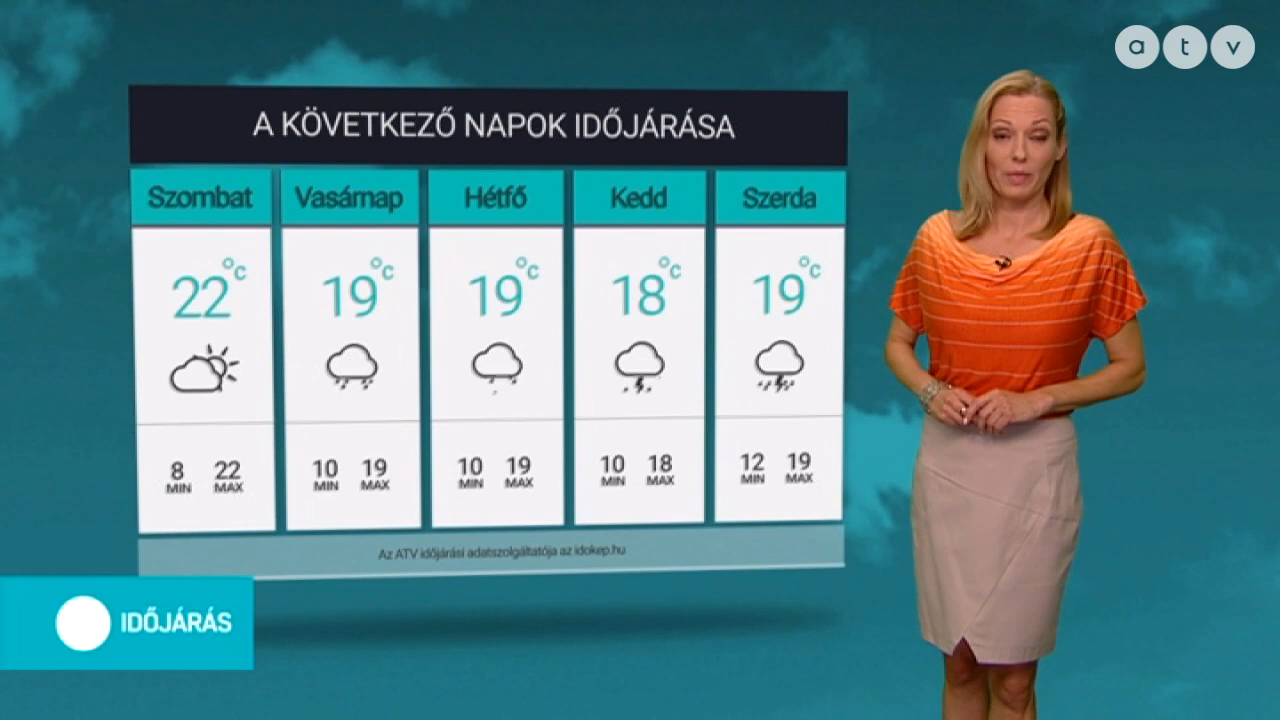 a t v
A KÖVETKEZŐ NAPOK IDŐJÁRÁSA
Szombat Vasárnap Hétfő Kedd Szerda
22°C 19°C 19°C 18°C 19°C
8 22 10 19 10 19 10 18 12 19
MIN MAX MIN MAX MIN MAX MIN MAX MIN MAX
Az ATV időjárási adatszolgáltatója az idokep.hu
IDŐJÁRÁS